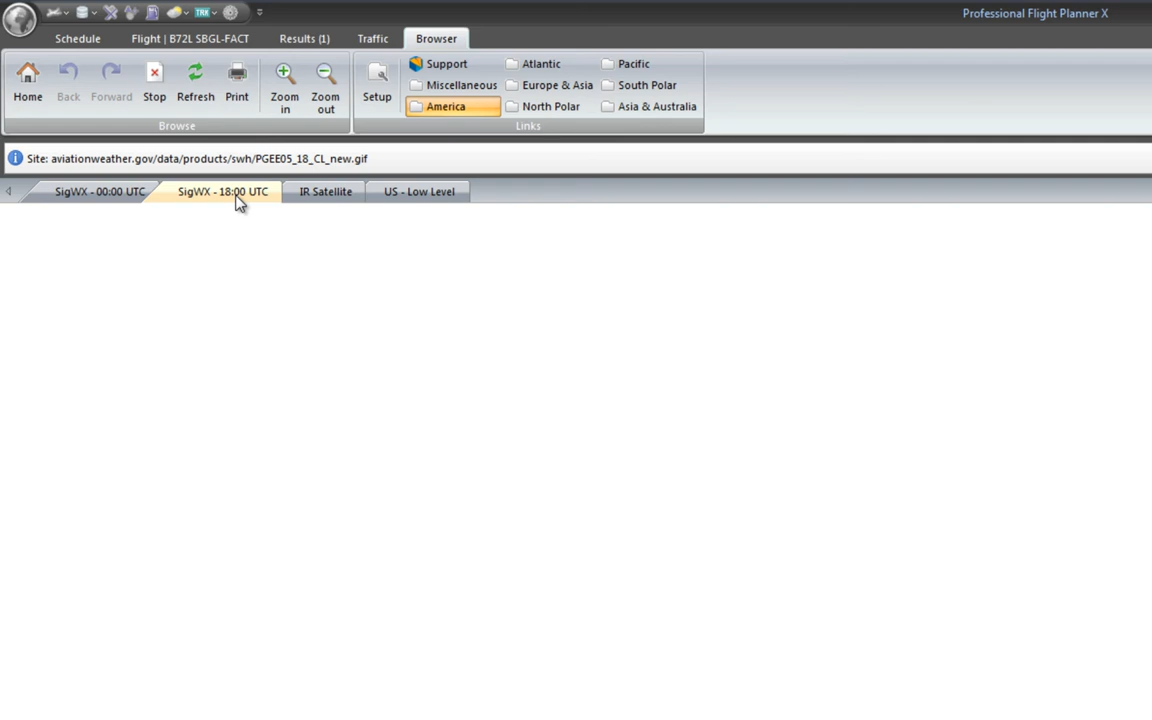 TRK
Professional Flight Planner X
Schedule Flight | B72L SBGL-FACT Results (1) Traffic Browser
Home Back Forward Stop Refresh Print Zoom in Zoom out
Browse
Setup
Support Atlantic Pacific
Miscellaneous Europe & Asia South Polar
America North Polar Asia & Australia
Links
Site: aviationweather.gov/data/products/swh/PGEE05_18_CL_new.gif
SigWX - 00:00 UTC SigWX - 18:00 UTC IR Satellite US - Low Level